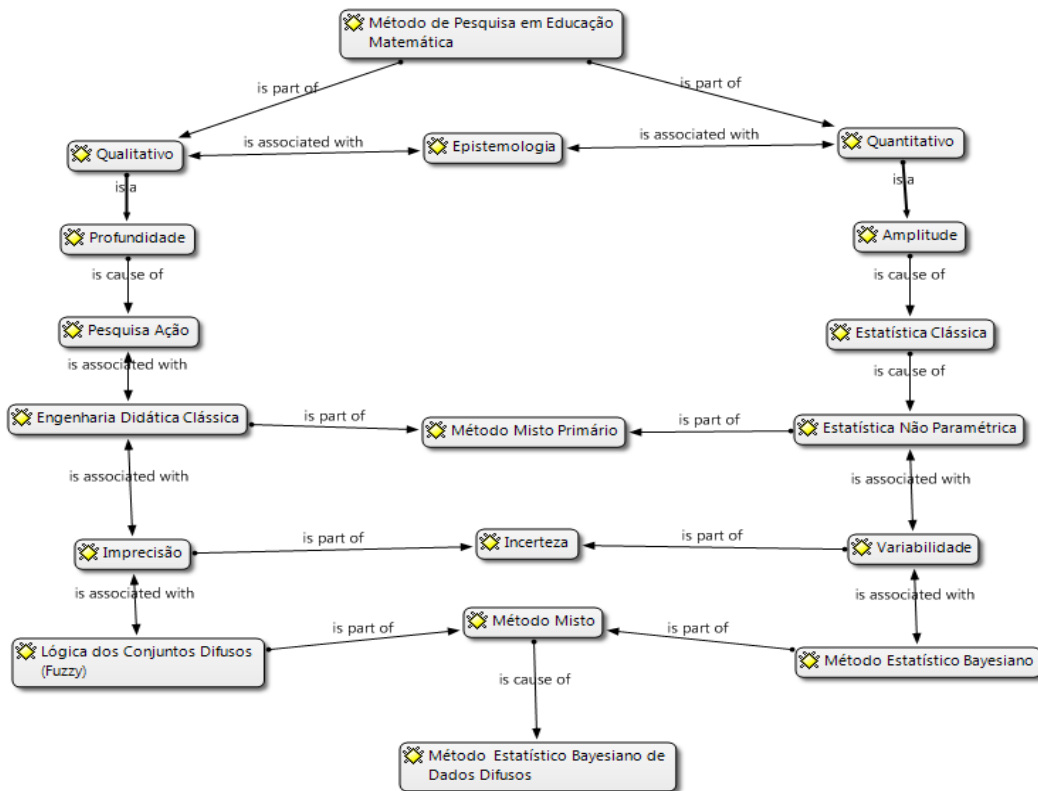 Método de Pesquisa em Educação
Matemática
is part of
is part of
Qualitativo
is associated with
Epistemologia
is associated with
Quantitativo
is a
is a
Profundidade
Amplitude
is cause of
is cause of
Pesquisa Ação
Estatística Clássica
is associated with
is cause of
Engenharia Didática Clássica
is part of
Método Misto Primário
is part of
Estatística Não Paramétrica
is associated with
is associated with
Imprecisão
is part of
Incerteza
is part of
Variabilidade
is associated with
is associated with
Lógica dos Conjuntos Difusos
(Fuzzy)
is part of
Método Misto
is part of
Método Estatístico Bayesiano
is cause of
Método  Estatístico Bayesiano de
Dados Difusos